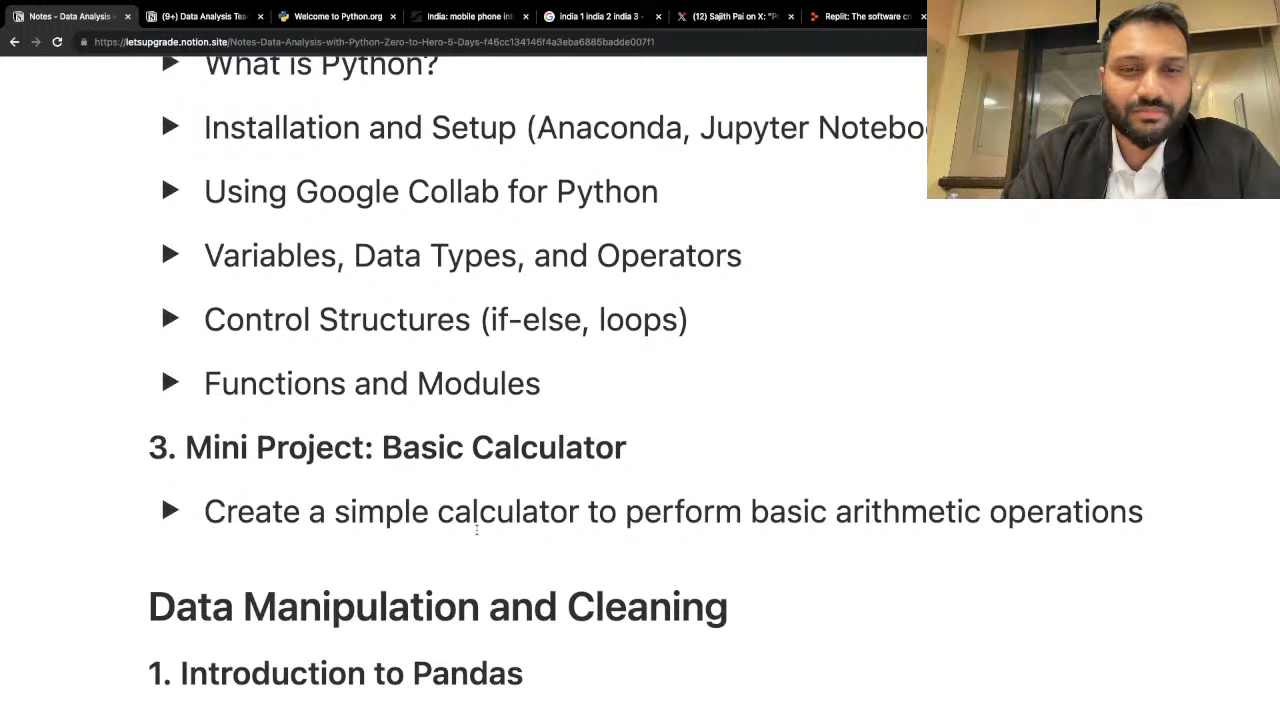 Notes - Data Analysis
(9+) Data Analysis Tea
Welcome to Python.org
India: mobile phone int
india 1 india 2 india 3 -
(12) Sajith Pai on X: "P
Replit: The software cr
https://letsupgrade.notion.site/Notes-Data-Analysis-with-Python-Zero-to-Hero-5-Days-f46cc134146f4a3eba6885badde007f1
What is Python?
Installation and Setup (Anaconda, Jupyter Notebo
Using Google Collab for Python
Variables, Data Types, and Operators
Control Structures (if-else, loops)
Functions and Modules
3. Mini Project: Basic Calculator
Create a simple calculator to perform basic arithmetic operations
Data Manipulation and Cleaning
1. Introduction to Pandas